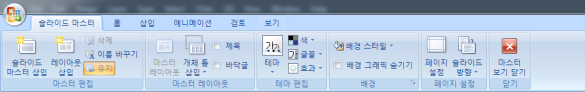 슬라이드 마스터 홈 삽입 애니메이션 검토 보기
슬라이드
마스터 삽입
레이아웃
삽입
삭제
이름 바꾸기
유지
마스터 편집
마스터
레이아웃
개체 틀
삽입
제목
바닥글
마스터 레이아웃
가가
테마
색
글꼴
효과
테마 편집
배경 스타일
배경 그래픽 숨기기
배경
페이지
설정
슬라이드
방향
페이지 설정
마스터
보기 닫기
닫기